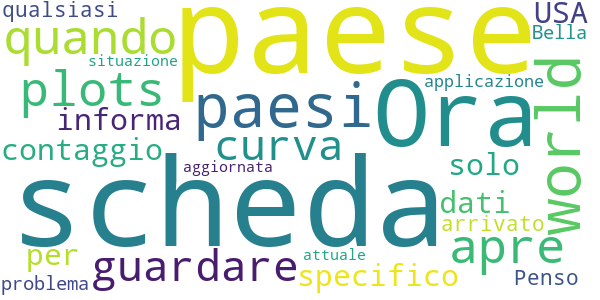 qualsiasi
paese
USA
quando
Bella
situazione
world
plots
paesi
Ora
applicazione
informa
contaggio
curva
solo
scheda
aggiornata
dati
arrivato
apre
per
guardare
attuale
specifico
Penso
problema